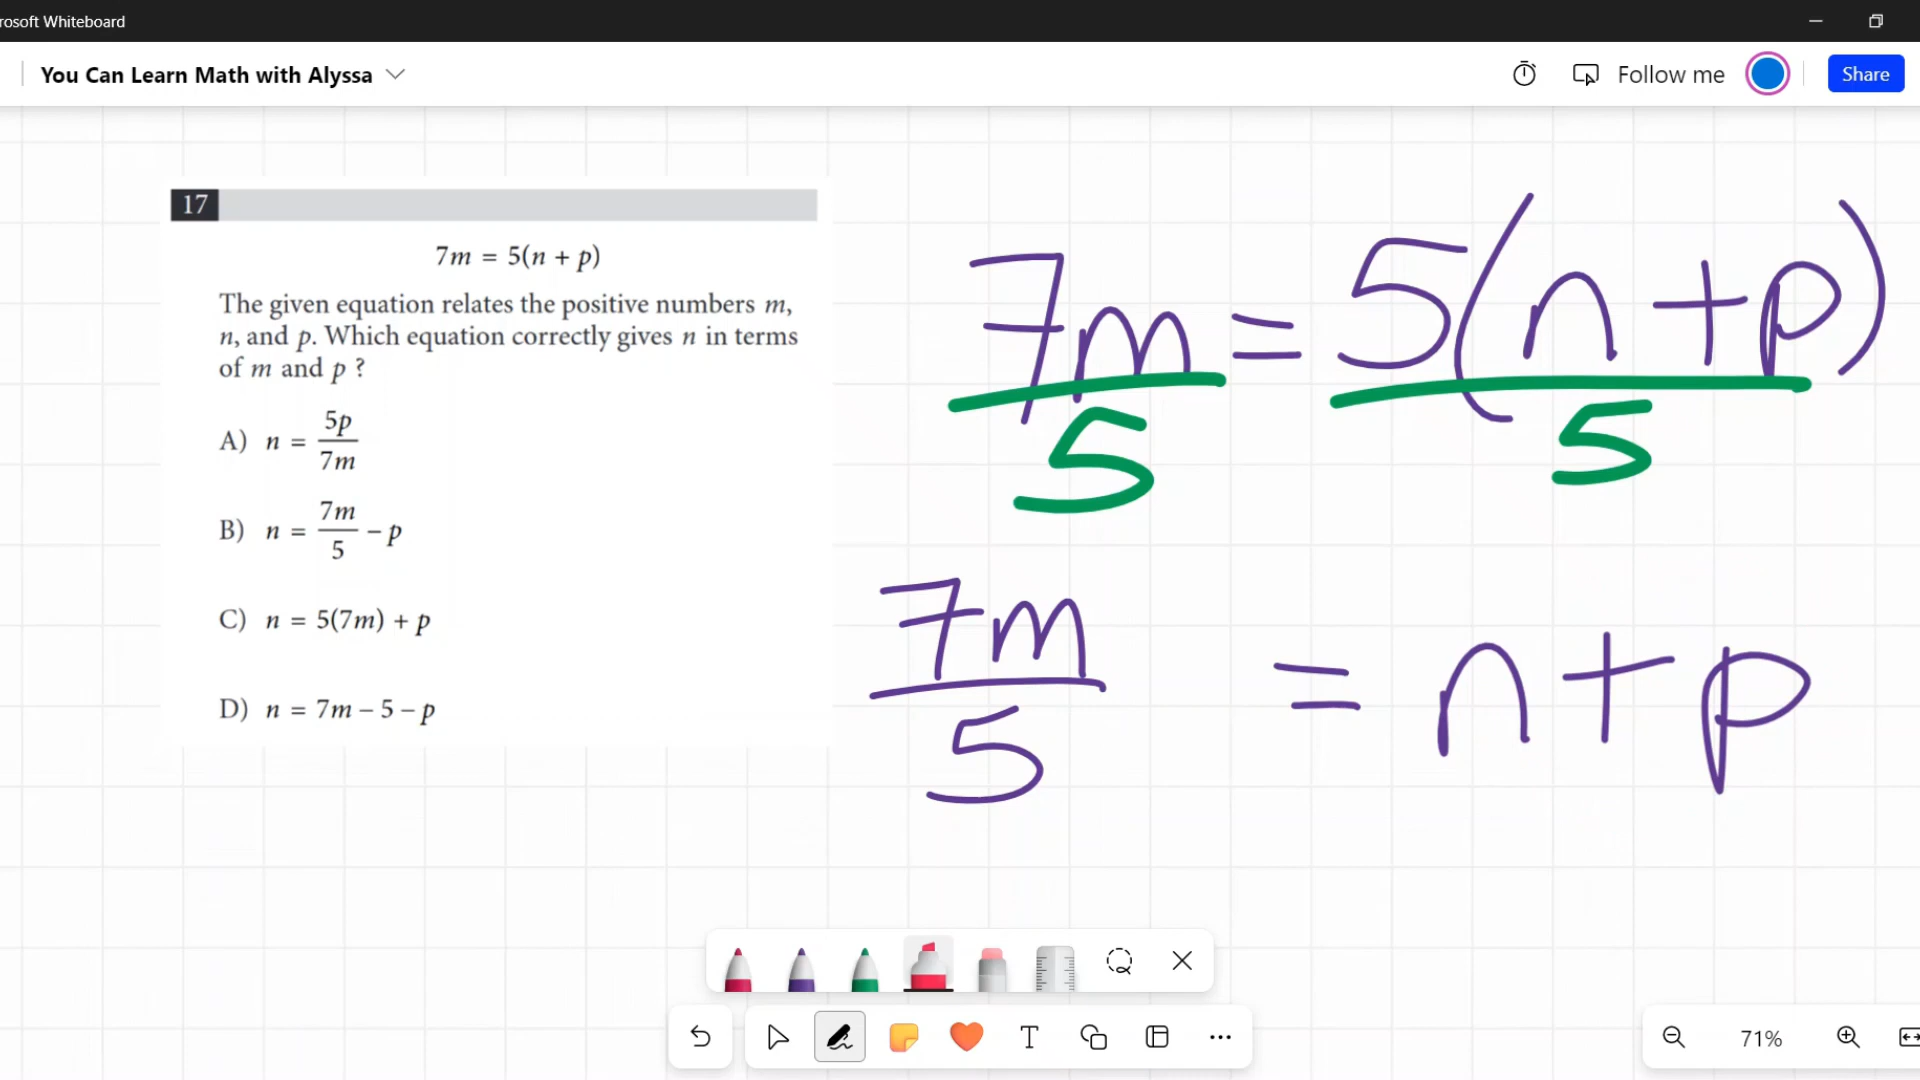 rosoft Whiteboard
You Can Learn Math with Alyssa
Follow me
Share
17
7m = 5(n + p)
The given equation relates the positive numbers m,
n, and p. Which equation correctly gives n in terms
of m and p ?
A) n = 5p/7m
B) n = 7m/5 − p
C) n = 5(7m) + p
D) n = 7m − 5 − p
7m = 5(n + p)
5 5
7m = n + p
5
71%